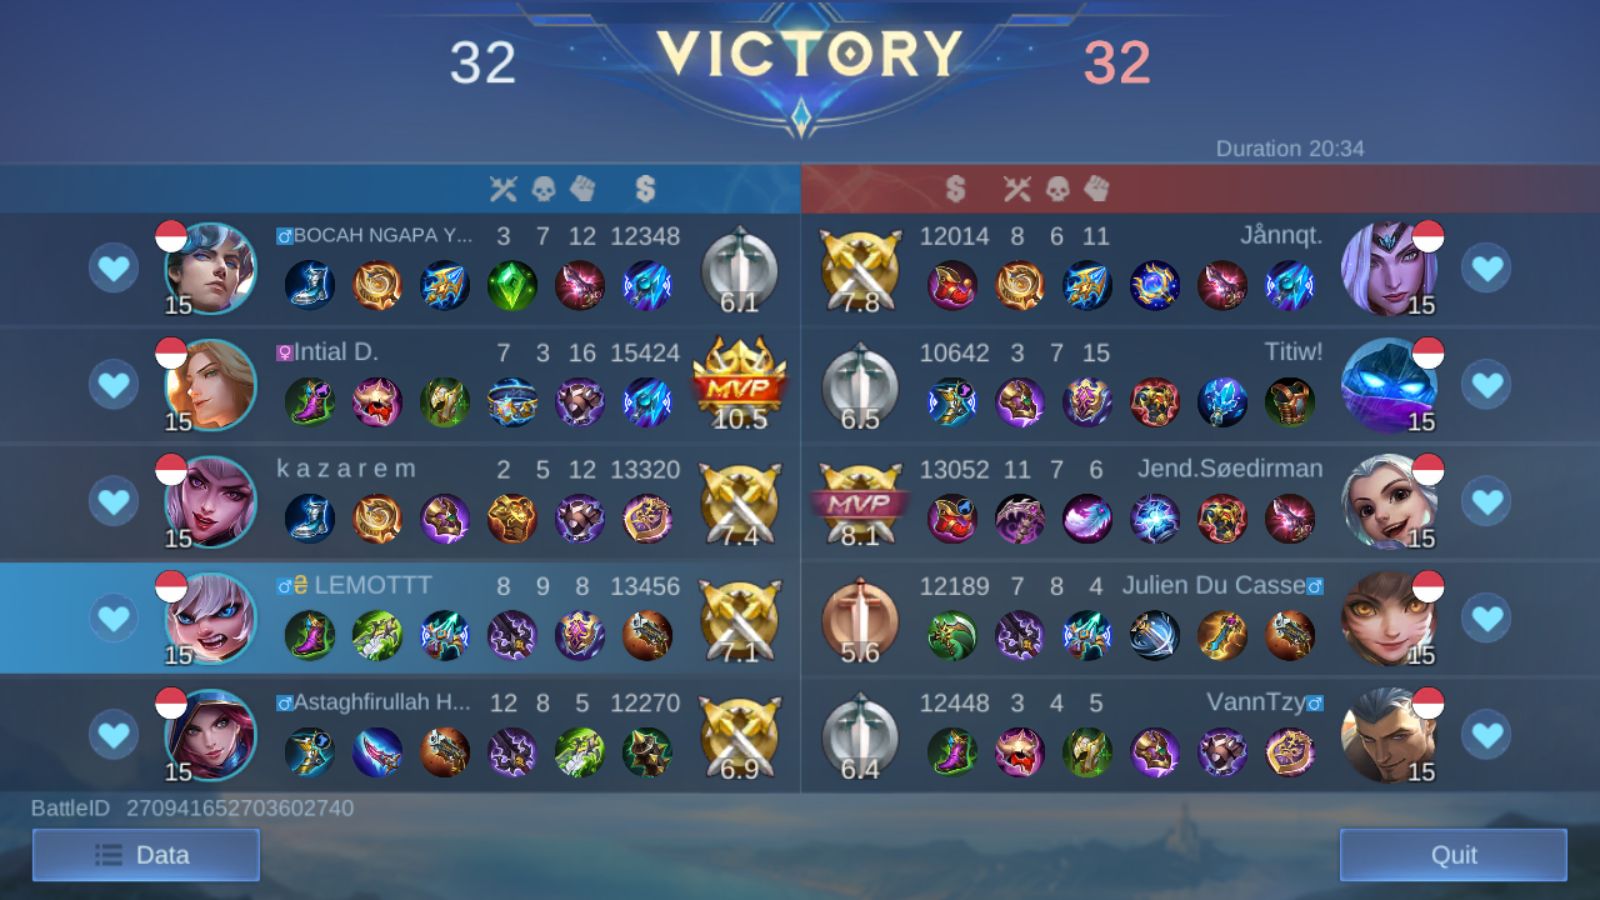 32 VICTORY 32
Duration 20:34
BOCAH NGAPA Y... 3 7 12 12348
15 6.1
7.8 12014 8 6 11 Jånnqt.
15
Intial D. 7 3 16 15424
15 MVP 10.5
6.5 10642 3 7 15 Titiw!
15
k a z a r e m 2 5 12 13320
15 7.4
MVP 8.1 13052 11 7 6 Jend.Søedirman
15
LEMOTTT 8 9 8 13456
15 7.1
5.6 12189 7 8 4 Julien Du Casse
15
Astaghfirullah H... 12 8 5 12270
15 6.9
6.4 12448 3 4 5 VannTzy
15
BattleID 270941652703602740
Data
Quit